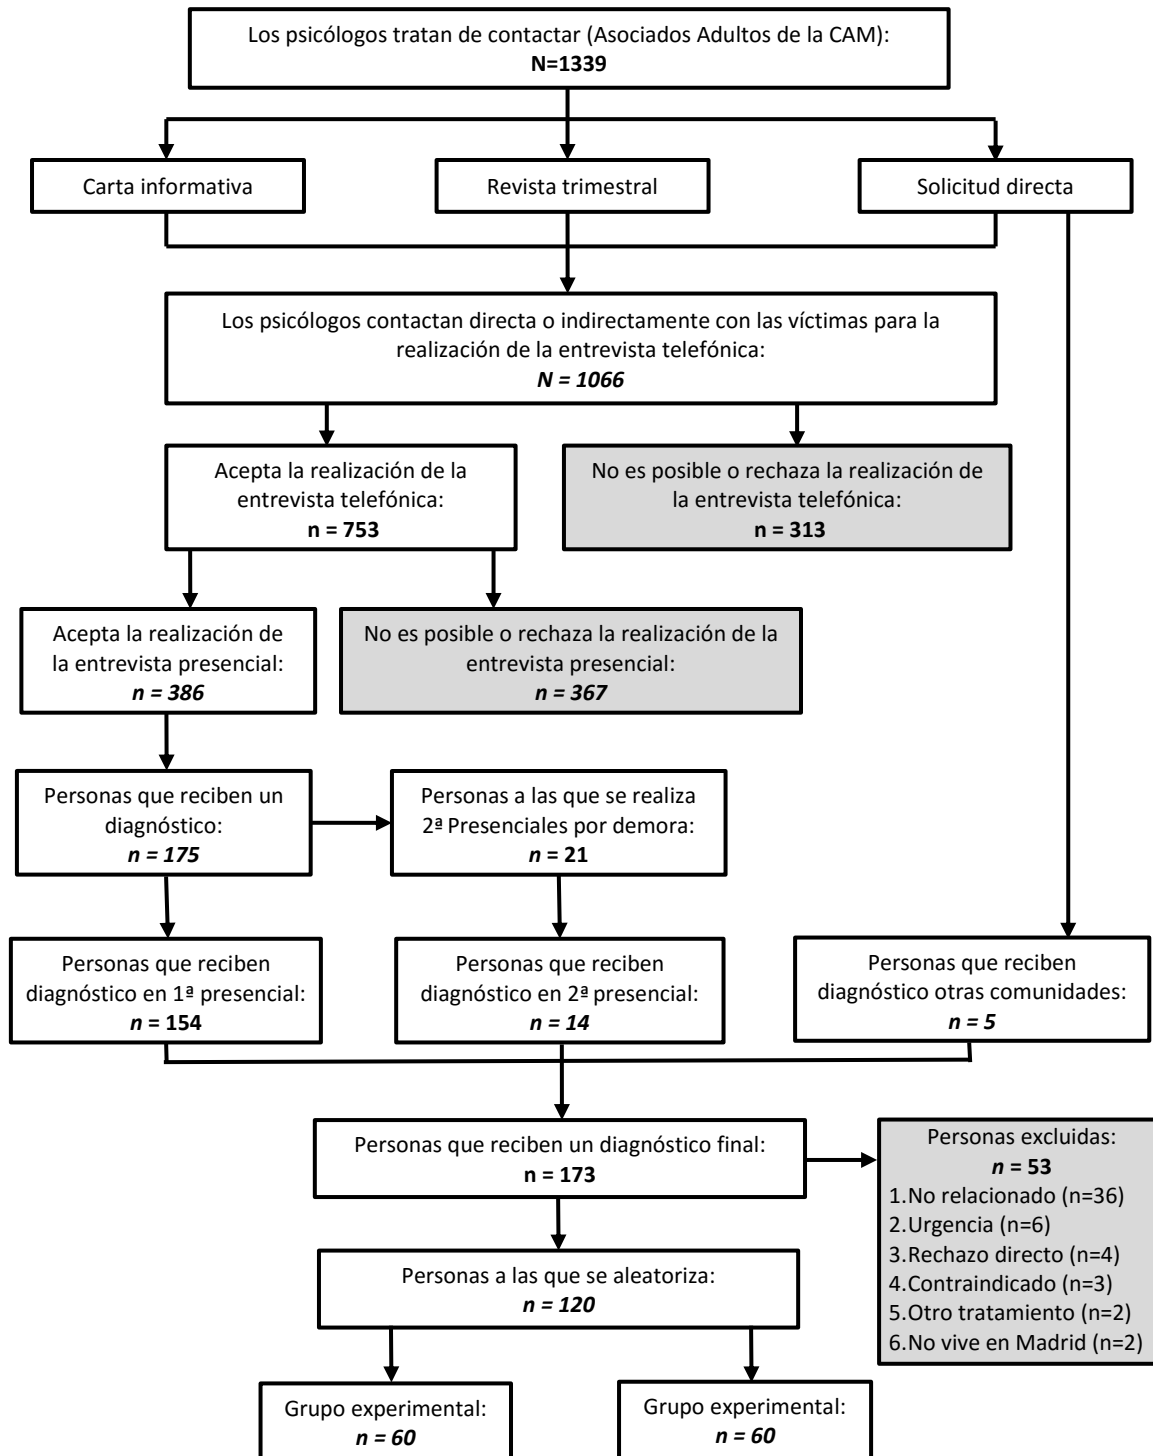 Los psicólogos tratan de contactar (Asociados Adultos de la CAM):
N=1339
Carta informativa
Revista trimestral
Solicitud directa
Los psicólogos contactan directa o indirectamente con las víctimas para la
realización de la entrevista telefónica:
N = 1066
Acepta la realización de la
entrevista telefónica:
n = 753
No es posible o rechaza la realización de
la entrevista telefónica:
n = 313
Acepta la realización de
la entrevista presencial:
n = 386
No es posible o rechaza la realización de la
entrevista presencial:
n = 367
Personas que reciben un
diagnóstico:
n = 175
Personas a las que se realiza
2ª Presenciales por demora:
n = 21
Personas que reciben
diagnóstico en 1ª presencial:
n = 154
Personas que reciben
diagnóstico en 2ª presencial:
n = 14
Personas que reciben
diagnóstico otras comunidades:
n = 5
Personas que reciben un diagnóstico final:
n = 173
Personas excluidas:
n = 53
1.No relacionado (n=36)
2.Urgencia (n=6)
3.Rechazo directo (n=4)
4.Contraindicado (n=3)
5.Otro tratamiento (n=2)
6.No vive en Madrid (n=2)
Personas a las que se aleatoriza:
n = 120
Grupo experimental:
n = 60
Grupo experimental:
n = 60